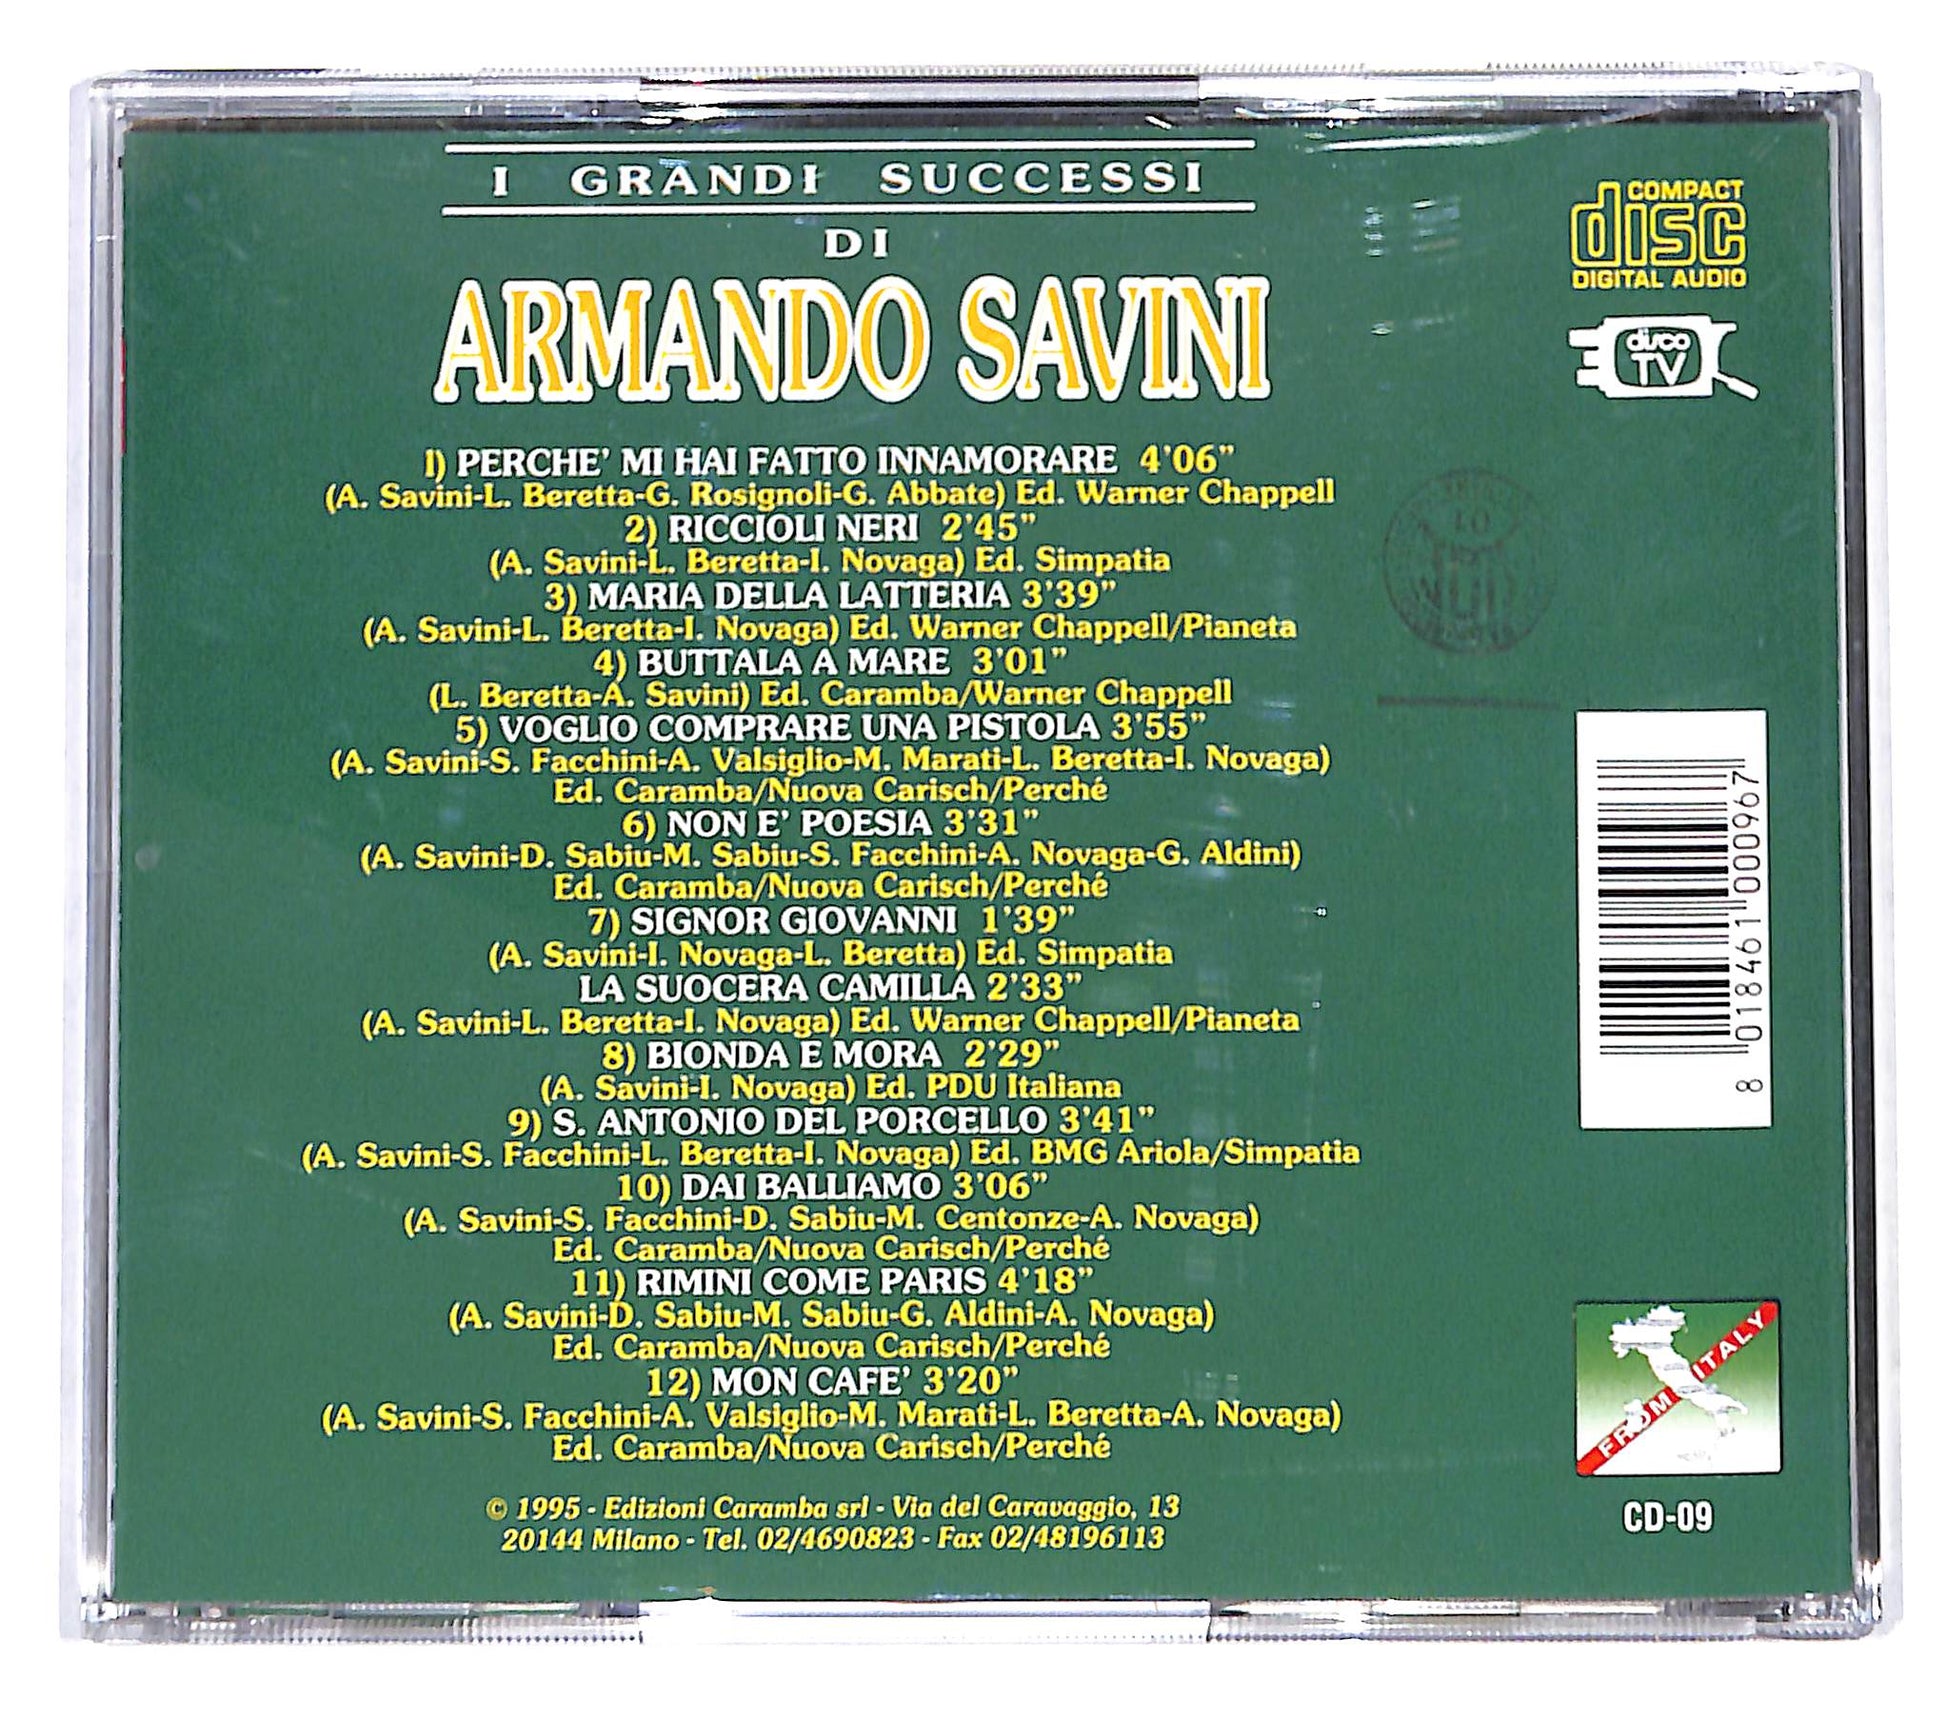 I GRANDI SUCCESSI
DI
ARMANDO SAVINI
COMPACT
disc
DIGITAL AUDIO
disco
TV
1) PERCHE' MI HAI FATTO INNAMORARE 4'06"
(A. Savini-L. Beretta-G. Rosignoli-G. Abbate) Ed. Warner Chappell
2) RICCIOLI NERI 2'45"
(A. Savini-L. Beretta-I. Novaga) Ed. Simpatia
3) MARIA DELLA LATTERIA 3'39"
(A. Savini-L. Beretta-I. Novaga) Ed. Warner Chappell/Pianeta
4) BUTTALA A MARE 3'01"
(L. Beretta-A. Savini) Ed. Caramba/Warner Chappell
5) VOGLIO COMPRARE UNA PISTOLA 3'55"
(A. Savini-S. Facchini-A. Valsiglio-M. Marati-L. Beretta-I. Novaga)
Ed. Caramba/Nuova Carisch/Perché
6) NON E' POESIA 3'31"
(A. Savini-D. Sabiu-M. Sabiu-S. Facchini-A. Novaga-G. Aldini)
Ed. Caramba/Nuova Carisch/Perché
7) SIGNOR GIOVANNI 1'39"
(A. Savini-I. Novaga-L. Beretta) Ed. Simpatia
LA SUOCERA CAMILLA 2'33"
(A. Savini-L. Beretta-I. Novaga) Ed. Warner Chappell/Pianeta
8) BIONDA E MORA 2'29"
(A. Savini-I. Novaga) Ed. PDU Italiana
9) S. ANTONIO DEL PORCELLO 3'41"
(A. Savini-S. Facchini-L. Beretta-I. Novaga) Ed. BMG Ariola/Simpatia
10) DAI BALLIAMO 3'06"
(A. Savini-S. Facchini-D. Sabiu-M. Centonze-A. Novaga)
Ed. Caramba/Nuova Carisch/Perché
11) RIMINI COME PARIS 4'18"
(A. Savini-D. Sabiu-M. Sabiu-G. Aldini-A. Novaga)
Ed. Caramba/Nuova Carisch/Perché
12) MON CAFE' 3'20"
(A. Savini-S. Facchini-A. Valsiglio-M. Marati-L. Beretta-A. Novaga)
Ed. Caramba/Nuova Carisch/Perché
© 1995 - Edizioni Caramba srl - Via del Caravaggio, 13
20144 Milano - Tel. 02/4690823 - Fax 02/48196113
8 018461 000967
FROM ITALY
CD-09